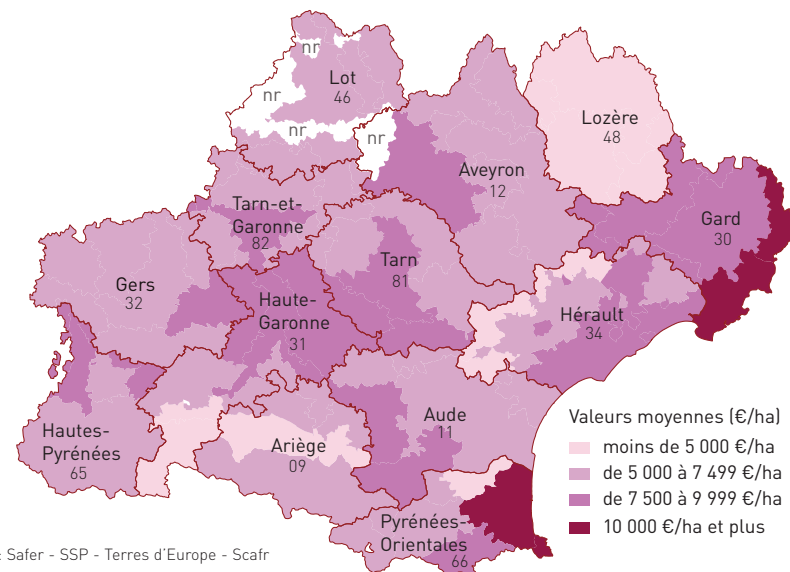 nr
Lot
46
nr
nr
nr
Lozère
48
Aveyron
12
Tarn-et-
Garonne
82
Gard
30
Tarn
81
Gers
32
Haute-
Garonne
31
Hérault
34
Aude
11
Hautes-
Pyrénées
65
Ariège
09
Pyrénées-
Orientales
66
Valeurs moyennes (€/ha)
moins de 5 000 €/ha
de 5 000 à 7 499 €/ha
de 7 500 à 9 999 €/ha
10 000 €/ha et plus
: Safer - SSP - Terres d'Europe - Scafr